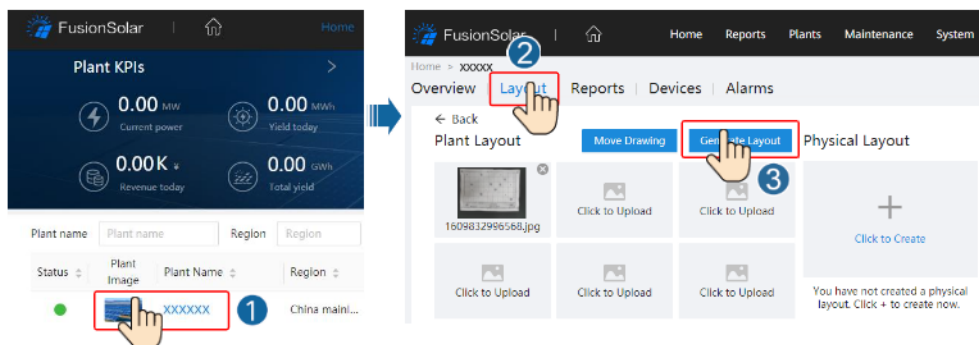 FusionSolar
Home
Plant KPIs
>
0.00 MW
Current power
0.00 MWh
Yield today
0.00K ¥
Revenue today
0.00 GWh
Total yield
Plant name
Plant name
Region
Region
Status
Plant Image
Plant Name
Region
XXXXXX
1
China mainl...
FusionSolar
Home
Reports
Plants
Maintenance
System
2
Home > XXXXX
Overview
Layout
Reports
Devices
Alarms
← Back
Plant Layout
Move Drawing
Generate Layout
3
Physical Layout
1609832996568.jpg
Click to Upload
Click to Upload
Click to Upload
Click to Upload
Click to Upload
+
Click to Create
You have not created a physical
layout. Click + to create now.